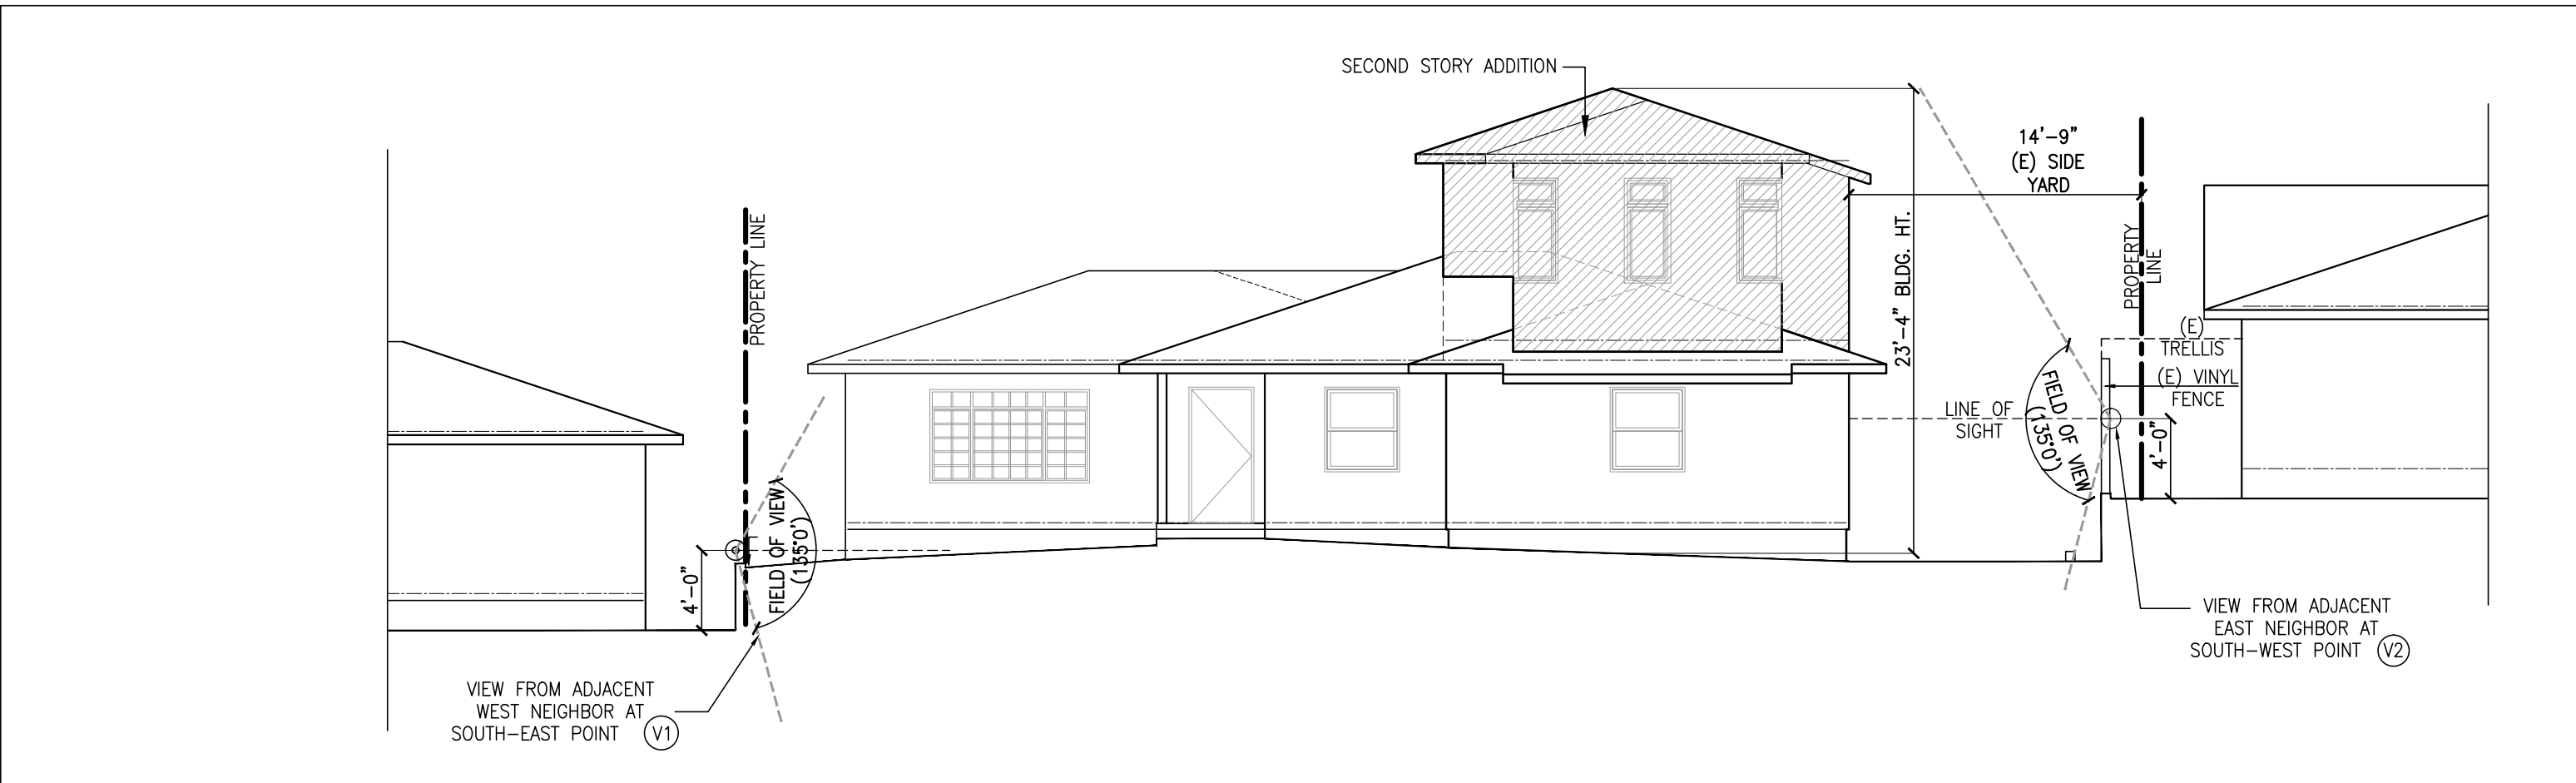 SECOND STORY ADDITION
14'-9"
(E) SIDE
YARD
23'-4" BLDG. HT.
PROPERTY LINE
PROPERTY
LINE
(E)
TRELLIS
(E) VINYL
FENCE
LINE OF
SIGHT
FIELD OF VIEW
(135°0')
4'-0"
FIELD OF VIEW
(135°0')
4'-0"
VIEW FROM ADJACENT
EAST NEIGHBOR AT
SOUTH-WEST POINT V2
VIEW FROM ADJACENT
WEST NEIGHBOR AT
SOUTH-EAST POINT V1